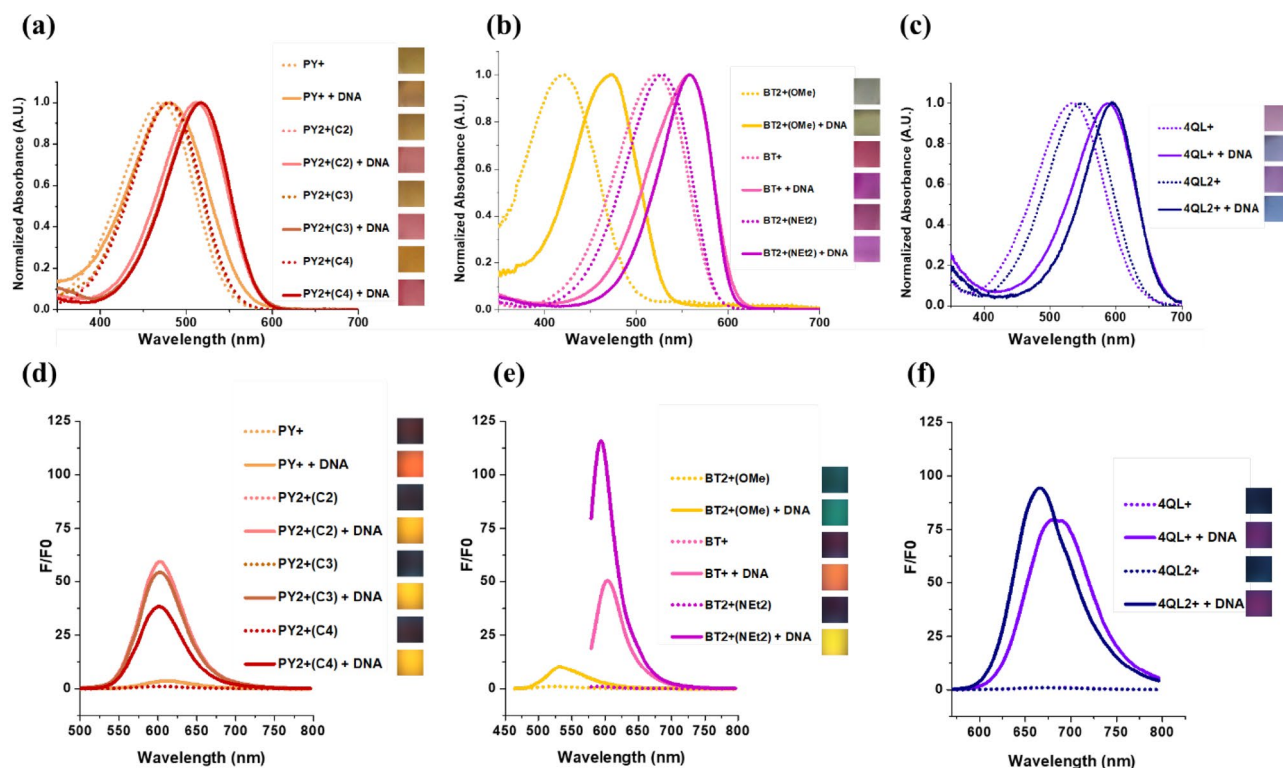 (a)
Normalized Absorbance (A.U.)
1.0
0.8
0.6
0.4
0.2
0.0
400
500
600
700
Wavelength (nm)
PY+
PY+ + DNA
PY2+(C2)
PY2+(C2) + DNA
PY2+(C3)
PY2+(C3) + DNA
PY2+(C4)
PY2+(C4) + DNA
(b)
Normalized Absorbance (A.U.)
1.0
0.8
0.6
0.4
0.2
0.0
400
500
600
700
Wavelength (nm)
BT2+(OMe)
BT2+(OMe) + DNA
BT+
BT+ + DNA
BT2+(NEt2)
BT2+(NEt2) + DNA
(c)
Normalized Absorbance (A.U.)
1.0
0.8
0.6
0.4
0.2
0.0
400
500
600
700
Wavelength (nm)
4QL+
4QL+ + DNA
4QL2+
4QL2+ + DNA
(d)
F/F0
125
100
75
50
25
0
500
550
600
650
700
750
800
Wavelength (nm)
PY+
PY+ + DNA
PY2+(C2)
PY2+(C2) + DNA
PY2+(C3)
PY2+(C3) + DNA
PY2+(C4)
PY2+(C4) + DNA
(e)
F/F0
125
100
75
50
25
0
450
500
550
600
650
700
750
800
Wavelength (nm)
BT2+(OMe)
BT2+(OMe) + DNA
BT+
BT+ + DNA
BT2+(NEt2)
BT2+(NEt2) + DNA
(f)
F/F0
125
100
75
50
25
0
600
650
700
750
800
Wavelength (nm)
4QL+
4QL+ + DNA
4QL2+
4QL2+ + DNA